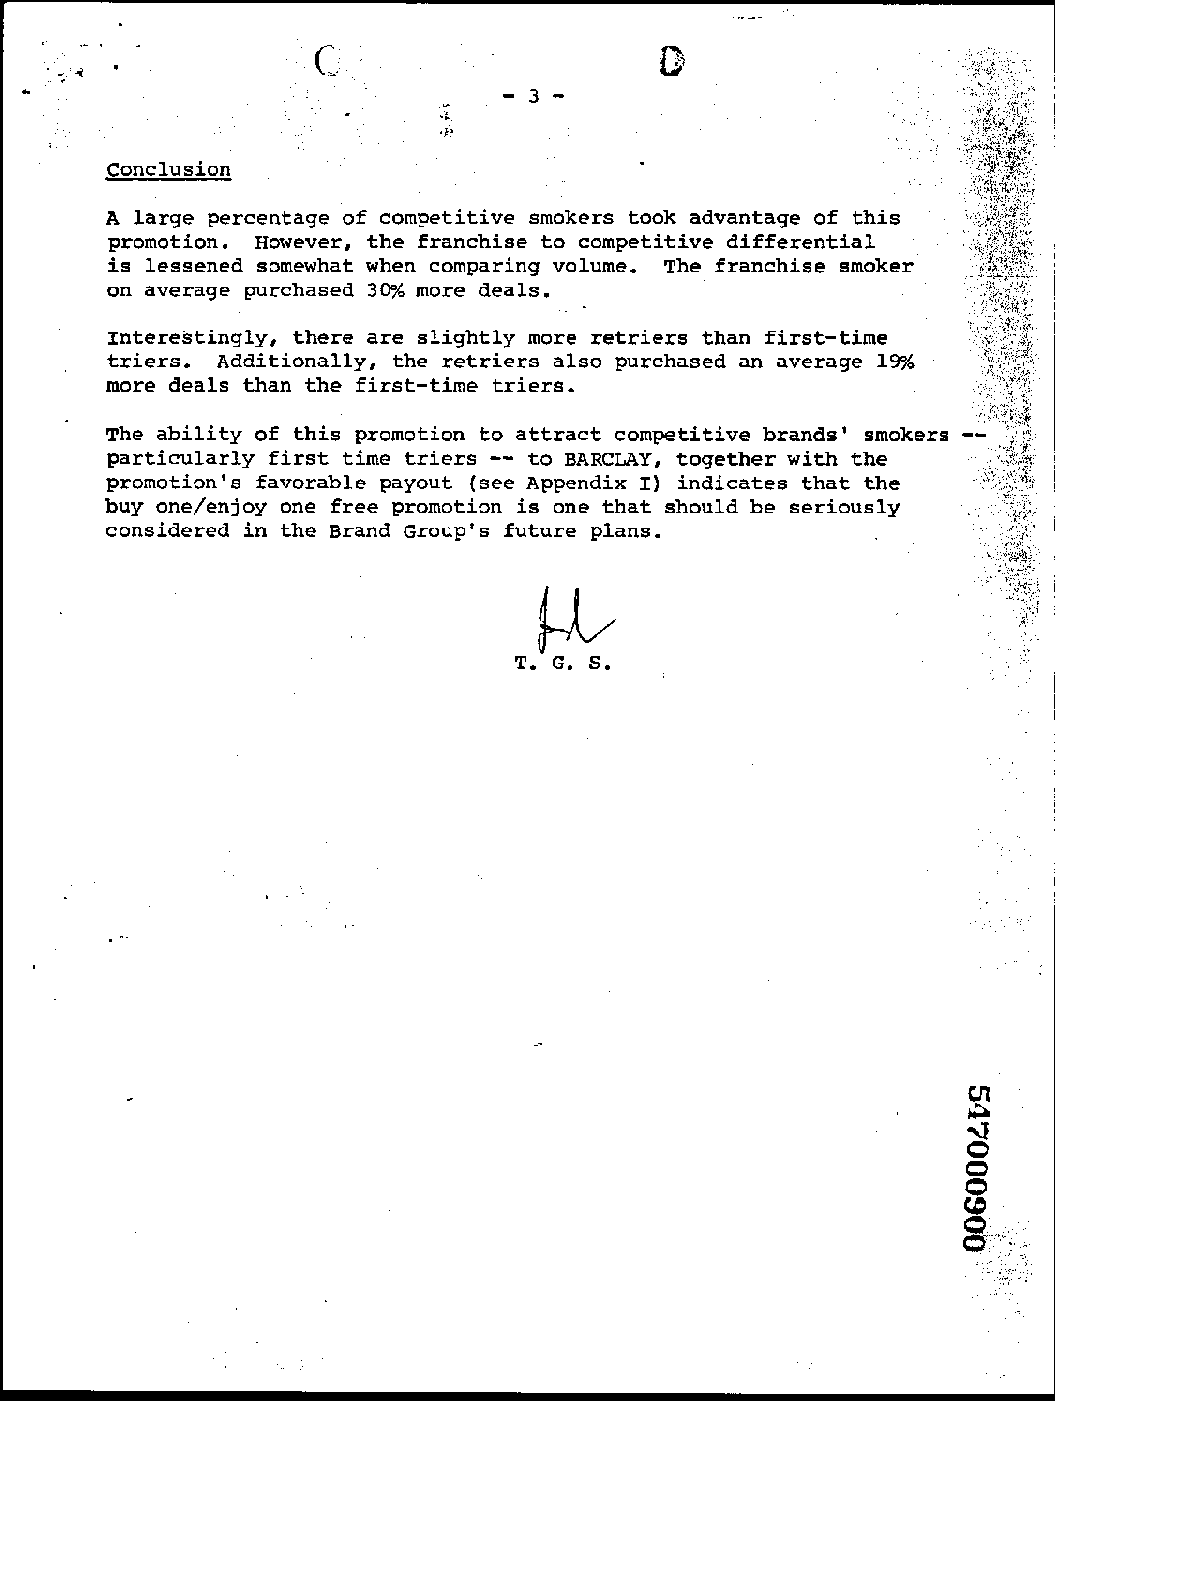 - 3 -
Conclusion
A large percentage of competitive smokers took advantage of this
promotion. However, the franchise to competitive differential
is lessened somewhat when comparing volume. The franchise smoker
on average purchased 30% more deals.
Interestingly, there are slightly more retriers than first-time
triers. Additionally, the retriers also purchased an average 19%
more deals than the first-time triers.
The ability of this promotion to attract competitive brands' smokers --
particularly first time triers -- to BARCLAY, together with the
promotion's favorable payout (see Appendix I) indicates that the
buy one/enjoy one free promotion is one that should be seriously
considered in the Brand Group's future plans.
T. G. S.
547000900